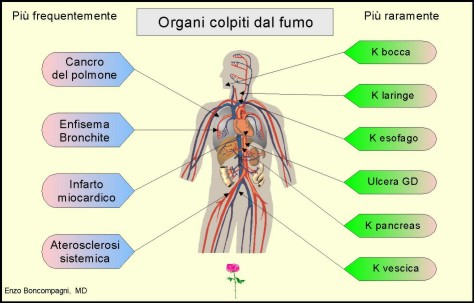 Più frequentemente
Organi colpiti dal fumo
Più raramente
Cancro
del polmone
Enfisema
Bronchite
Infarto
miocardico
Aterosclerosi
sistemica
K bocca
K laringe
K esofago
Ulcera GD
K pancreas
K vescica
Enzo Boncompagni, MD